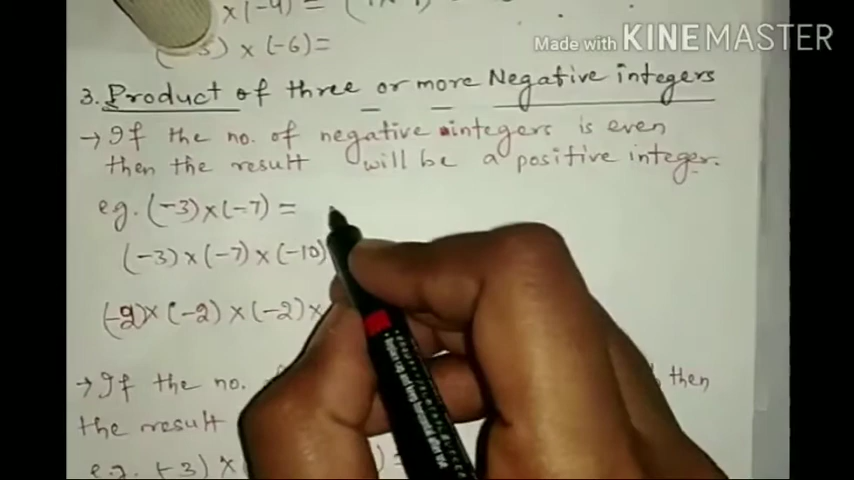 ×(-4) =
) × (-6) =
Made with KINEMASTER
3. Product of three or more Negative integers
→ If the no. of negative integers is even
then the result will be a positive integer.
eg. (-3)×(-7) =
(-3) × (-7) × (-10)
(-2)× (-2) × (-2) ×
→ If the no. then
the result
e.g. (-3) × ) =